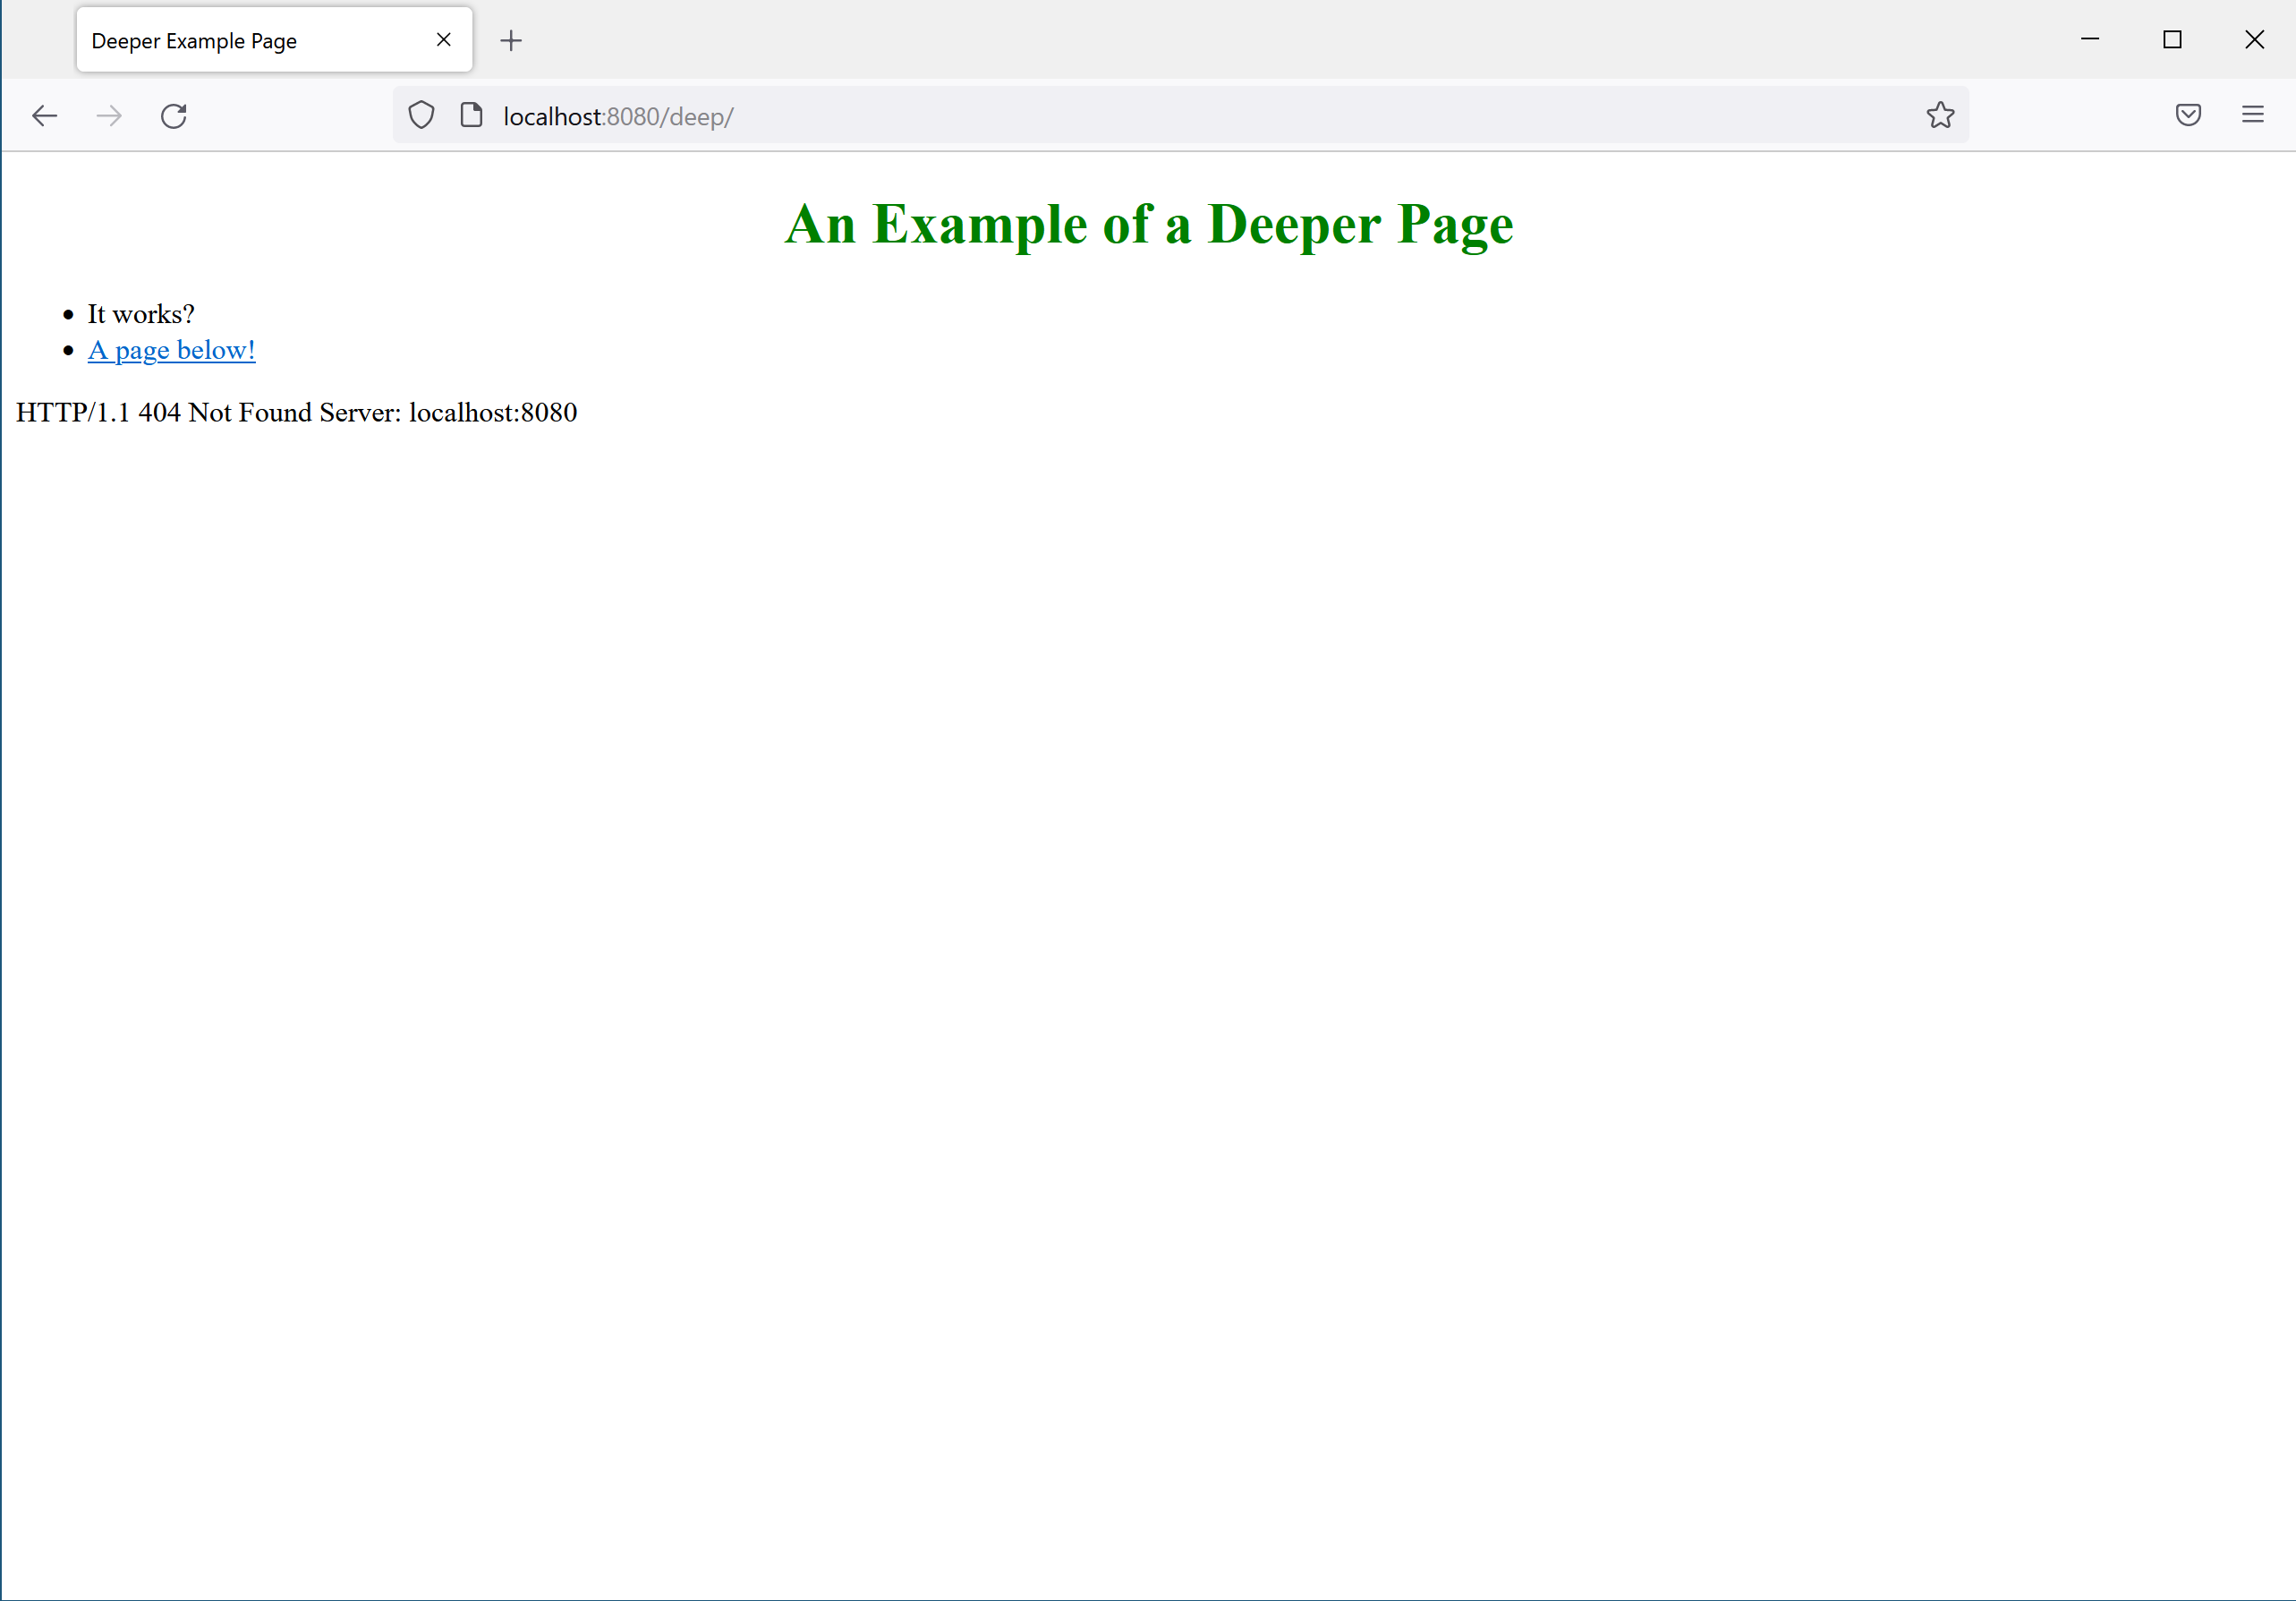 Deeper Example Page
localhost:8080/deep/
An Example of a Deeper Page
It works?
A page below!
HTTP/1.1 404 Not Found Server: localhost:8080